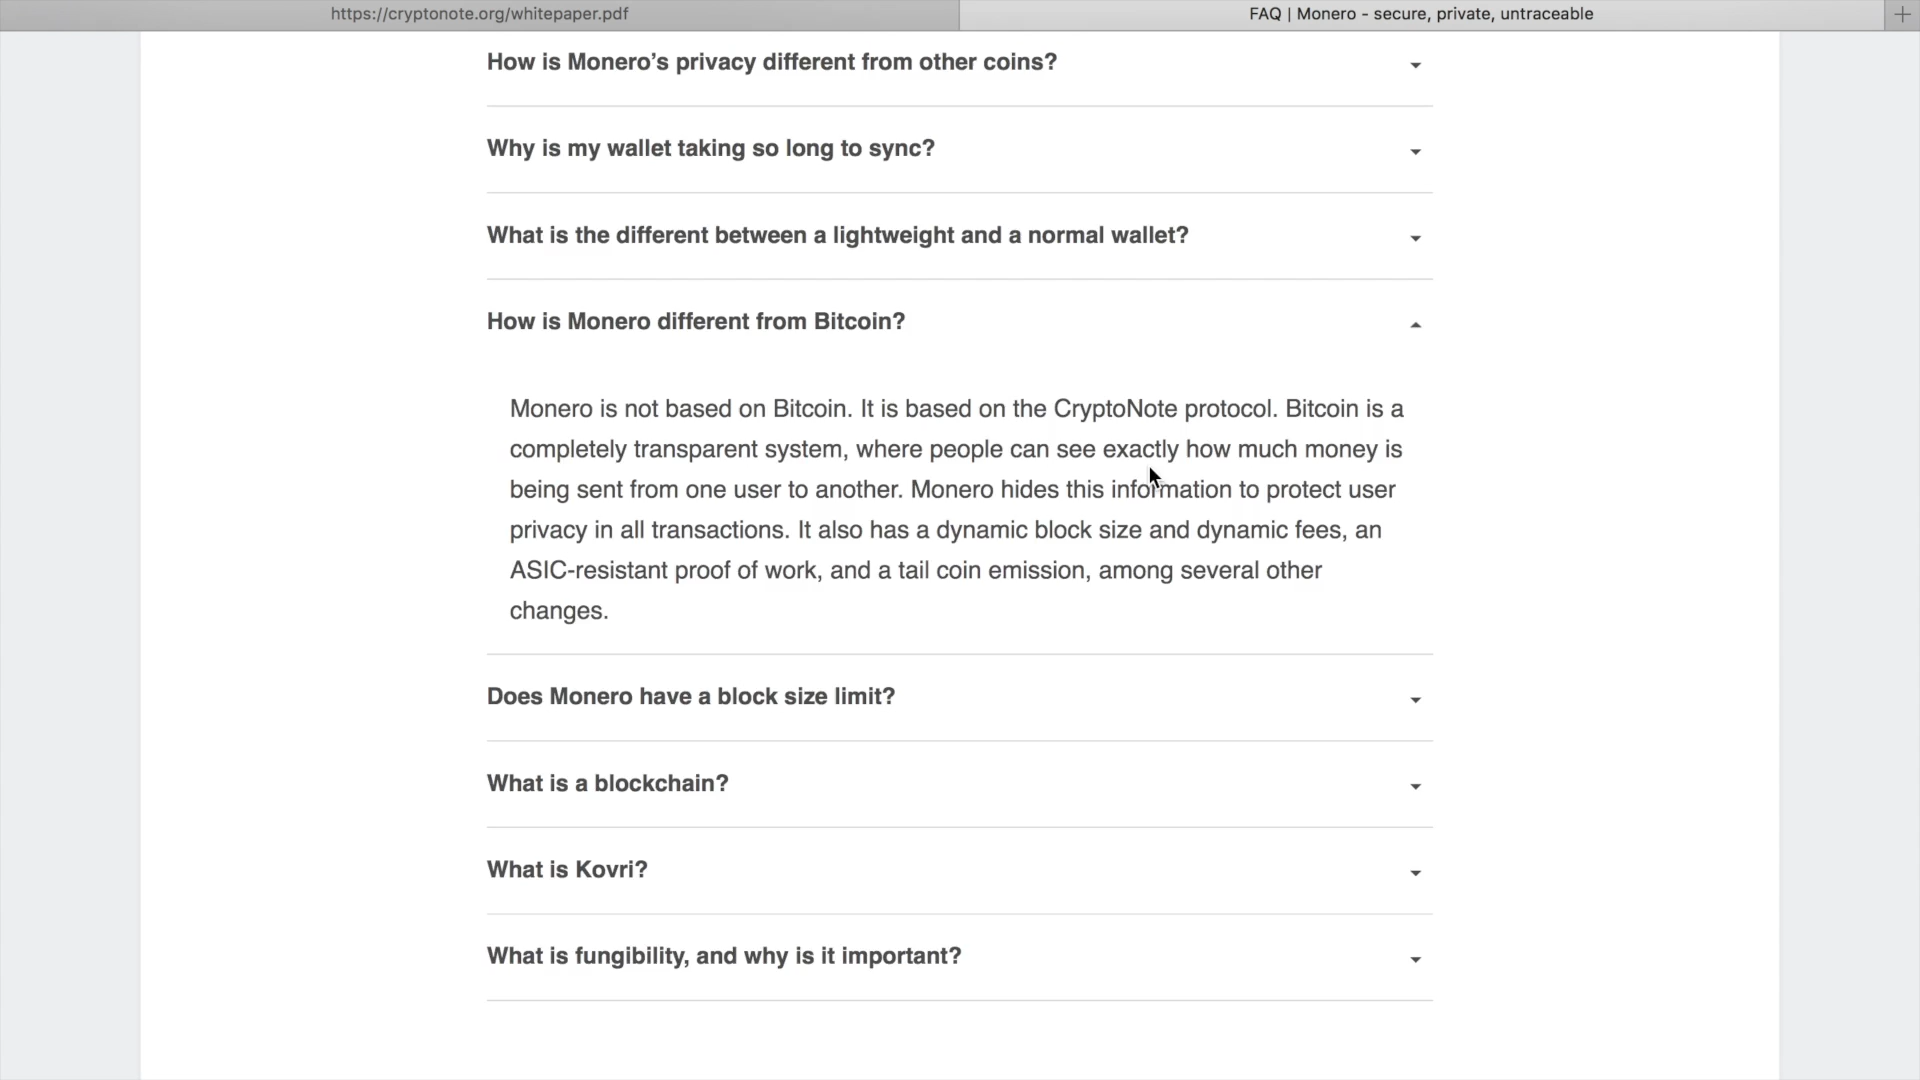 https://cryptonote.org/whitepaper.pdf
FAQ | Monero - secure, private, untraceable
How is Monero’s privacy different from other coins?
Why is my wallet taking so long to sync?
What is the different between a lightweight and a normal wallet?
How is Monero different from Bitcoin?
Monero is not based on Bitcoin. It is based on the CryptoNote protocol. Bitcoin is a
completely transparent system, where people can see exactly how much money is
being sent from one user to another. Monero hides this information to protect user
privacy in all transactions. It also has a dynamic block size and dynamic fees, an
ASIC-resistant proof of work, and a tail coin emission, among several other
changes.
Does Monero have a block size limit?
What is a blockchain?
What is Kovri?
What is fungibility, and why is it important?